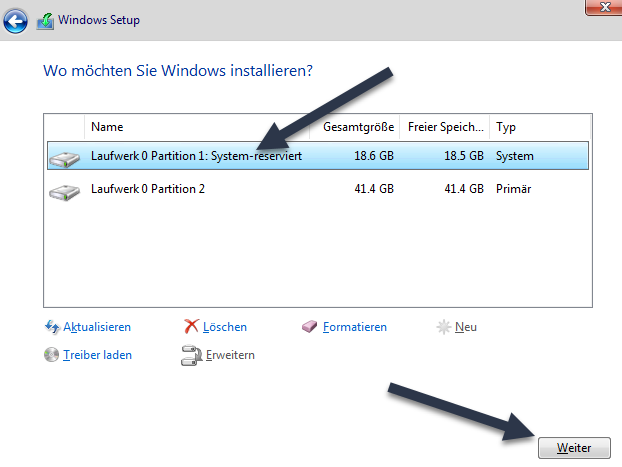 Windows Setup
Wo möchten Sie Windows installieren?
Name Gesamtgröße Freier Speich... Typ
Laufwerk 0 Partition 1: System-reserviert 18.6 GB 18.5 GB System
Laufwerk 0 Partition 2 41.4 GB 41.4 GB Primär
Aktualisieren Löschen Formatieren Neu
Treiber laden Erweitern
Weiter